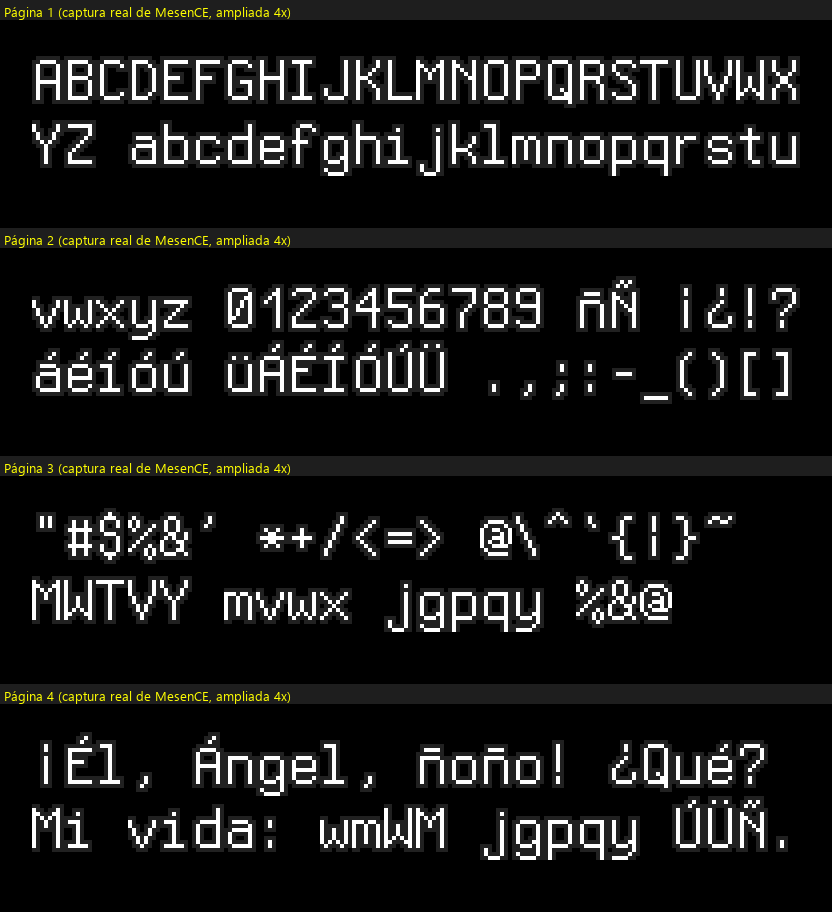 Página 1 (captura real de MesenCE, ampliada 4x)
ABCDEFGHIJKLMNOPQRSTUVWX
YZ abcdefghijklmnopqrstu
Página 2 (captura real de MesenCE, ampliada 4x)
vwxyz 0123456789 ñÑ ¡¿!?
áéíóú üÁÉÍÓÚÜ .,;:-_()[]
Página 3 (captura real de MesenCE, ampliada 4x)
"#$%&' *+/<=> @\^`{|}~
MWTVY mvwx jgpqy %&@
Página 4 (captura real de MesenCE, ampliada 4x)
¡Él, Ángel, ñoño! ¿Qué?
Mi vida: wmWM jgpqy ÚÜÑ.